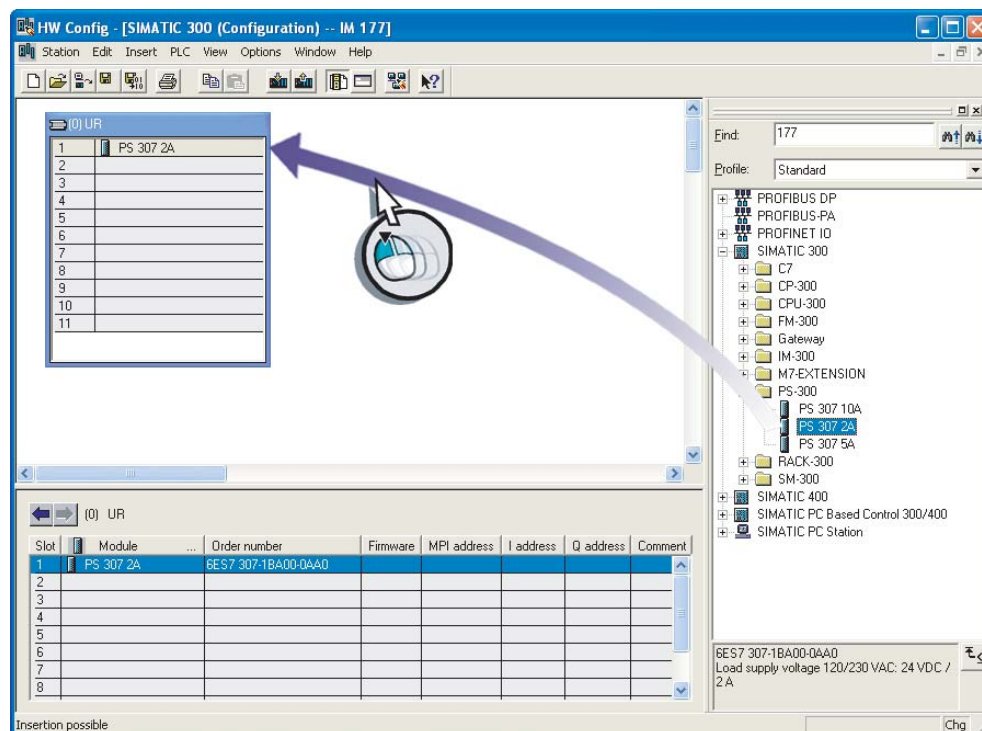 HW Config - [SIMATIC 300 (Configuration) -- IM 177]
Station Edit Insert PLC View Options Window Help
(0) UR
1 PS 307 2A
2
3
4
5
6
7
8
9
10
11
Find: 177
Profile: Standard
PROFIBUS DP
PROFIBUS-PA
PROFINET IO
SIMATIC 300
C7
CP-300
CPU-300
FM-300
Gateway
IM-300
M7-EXTENSION
PS-300
PS 307 10A
PS 307 2A
PS 307 5A
RACK-300
SM-300
SIMATIC 400
SIMATIC PC Based Control 300/400
SIMATIC PC Station
(0) UR
Slot Module ... Order number Firmware MPI address I address Q address Comment
1 PS 307 2A 6ES7 307-1BA00-0AA0
2
3
4
5
6
7
8
6ES7 307-1BA00-0AA0
Load supply voltage 120/230 VAC: 24 VDC /
2 A
Insertion possible Chg